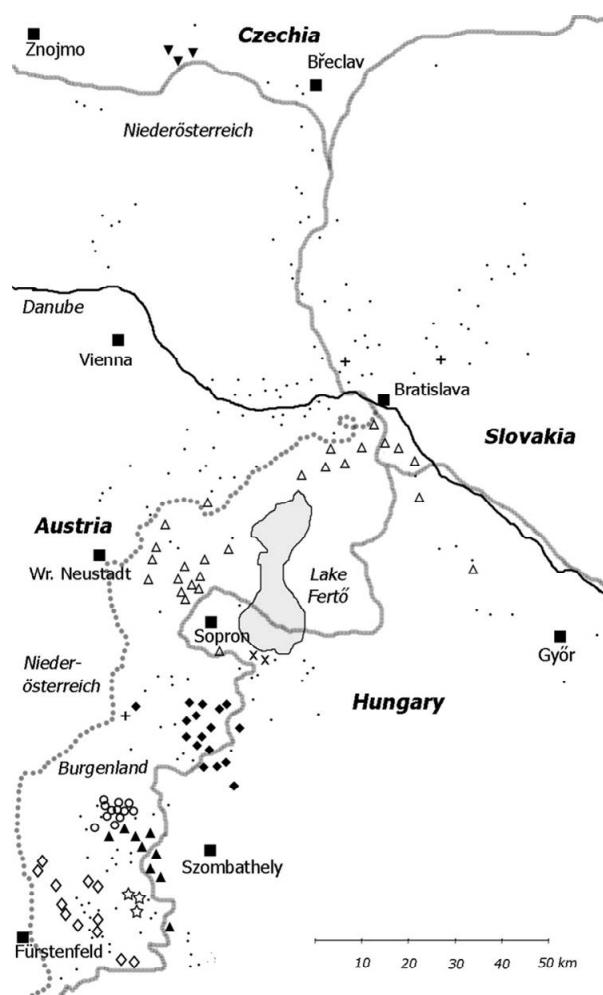 Znojmo
Czechia
Břeclav
Niederösterreich
Danube
Vienna
Bratislava
Slovakia
Austria
Wr. Neustadt
Lake
Fertő
Sopron
Győr
Nieder-
österreich
Hungary
Burgenland
Szombathely
Fürstenfeld
10 20 30 40 50 km